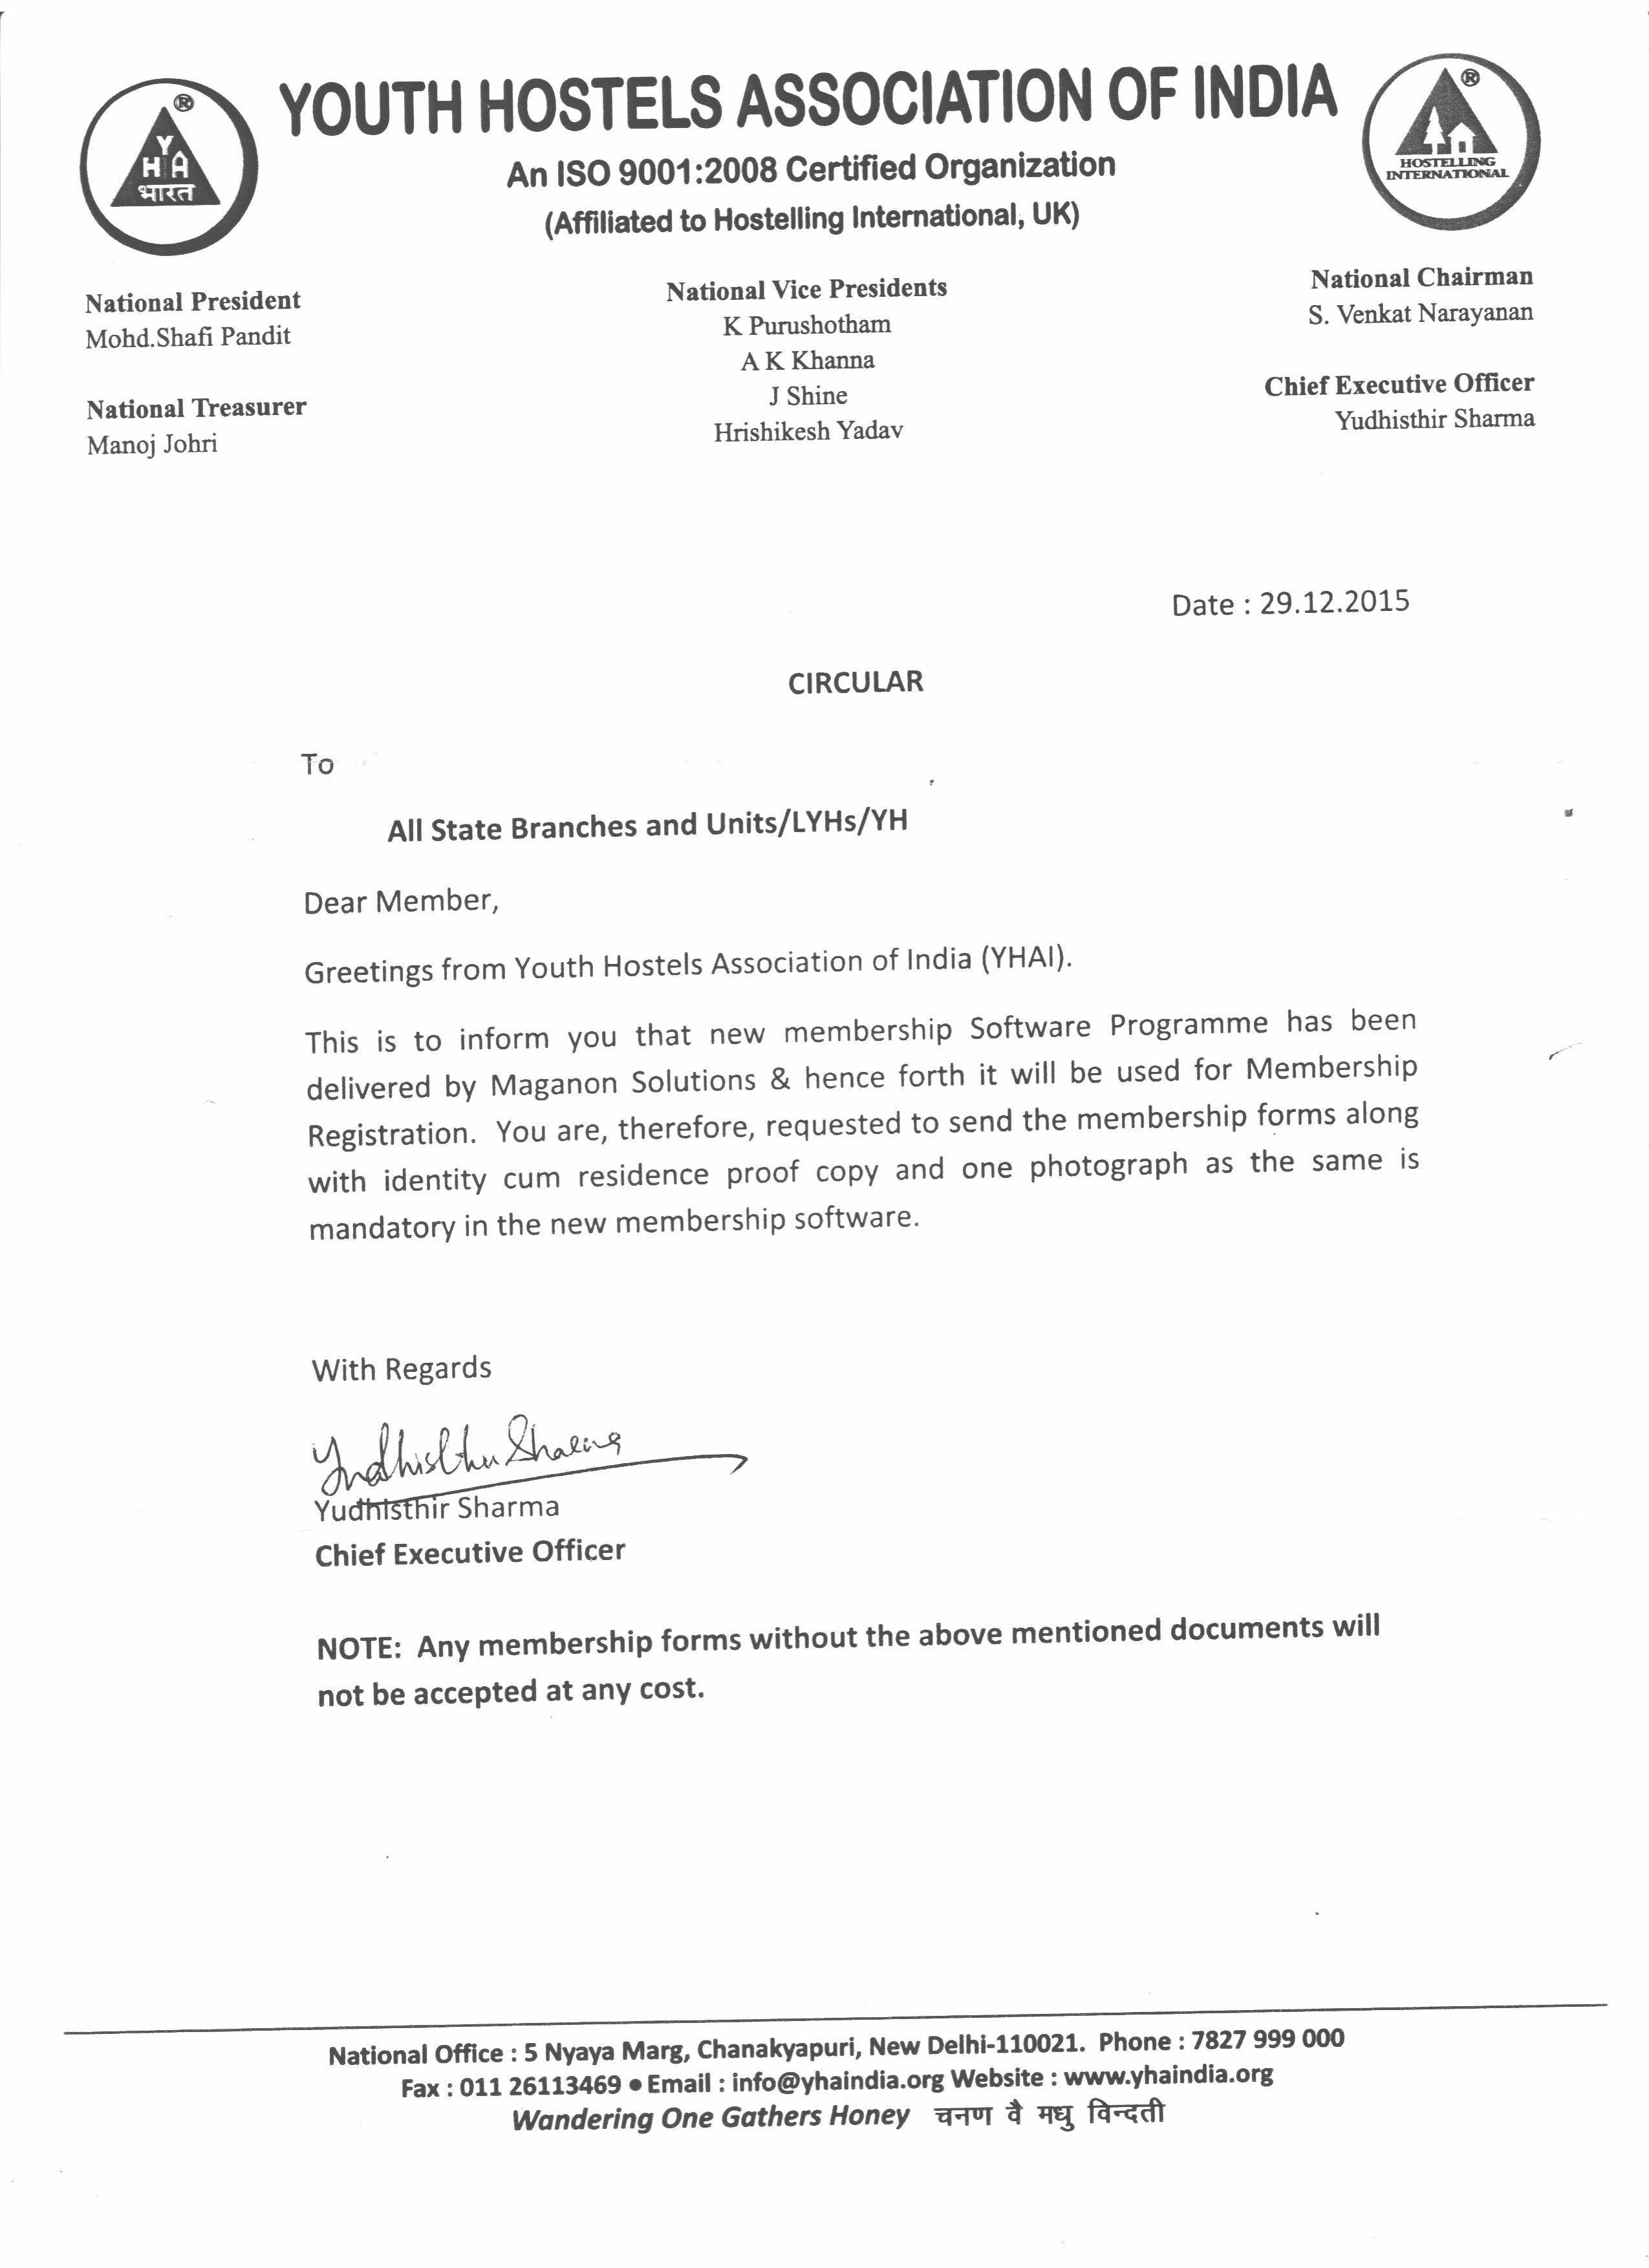 YOUTH HOSTELS ASSOCIATION OF INDIA
An ISO 9001:2008 Certified Organization
(Affiliated to Hostelling International, UK)
®
Y
H A
भारत
®
HOSTELLING
INTERNATIONAL
National President
Mohd.Shafi Pandit
National Treasurer
Manoj Johri
National Vice Presidents
K Purushotham
A K Khanna
J Shine
Hrishikesh Yadav
National Chairman
S. Venkat Narayanan
Chief Executive Officer
Yudhisthir Sharma
Date : 29.12.2015
CIRCULAR
To
All State Branches and Units/LYHs/YH
Dear Member,
Greetings from Youth Hostels Association of India (YHAI).
This is to inform you that new membership Software Programme has been
delivered by Maganon Solutions & hence forth it will be used for Membership
Registration. You are, therefore, requested to send the membership forms along
with identity cum residence proof copy and one photograph as the same is
mandatory in the new membership software.
With Regards
Yudhisthir Sharma
Yudhisthir Sharma
Chief Executive Officer
NOTE: Any membership forms without the above mentioned documents will
not be accepted at any cost.
National Office : 5 Nyaya Marg, Chanakyapuri, New Delhi-110021. Phone : 7827 999 000
Fax : 011 26113469 ● Email : info@yhaindia.org Website : www.yhaindia.org
Wandering One Gathers Honey चनण वै मधु विन्दती